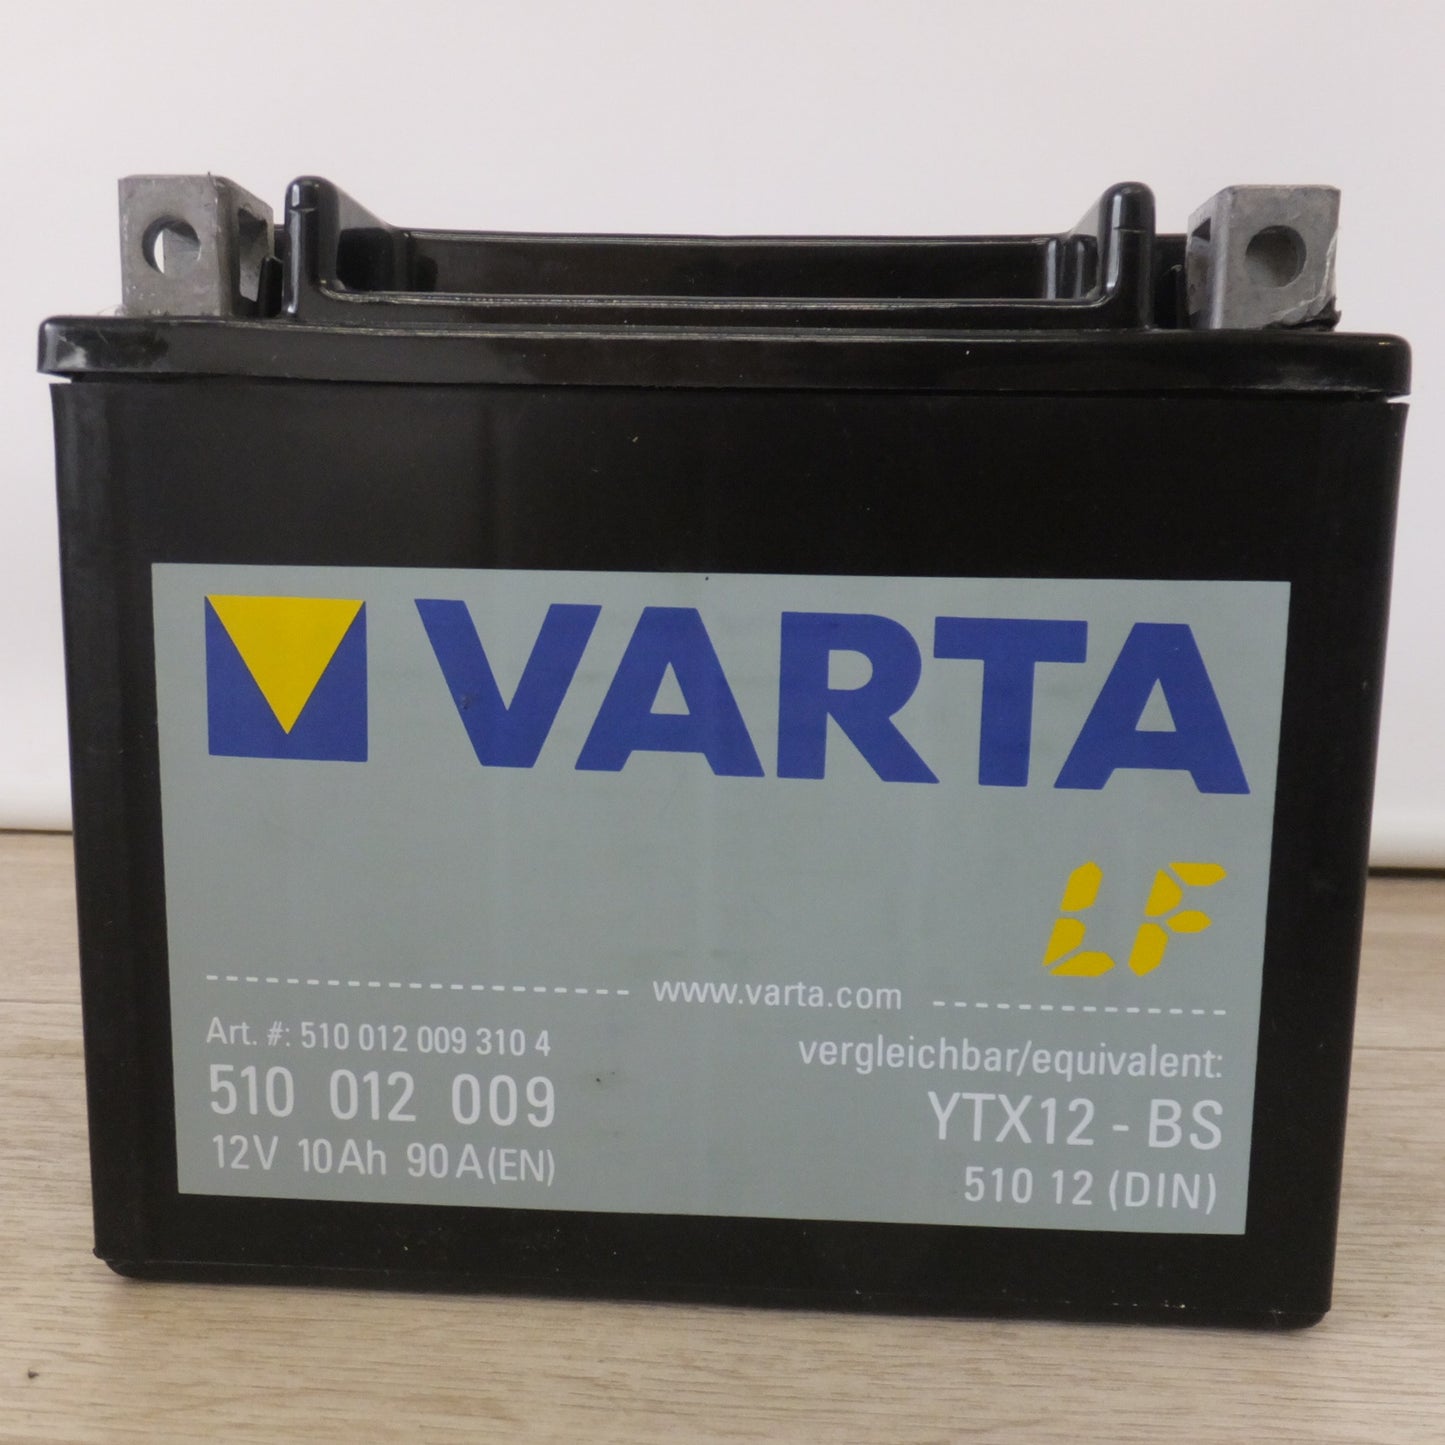 VARTA
LF
www.varta.com
Art. #: 510 012 009 310 4
510 012 009
12V 10Ah 90A(EN)
vergleichbar/equivalent:
YTX12 - BS
510 12 (DIN)